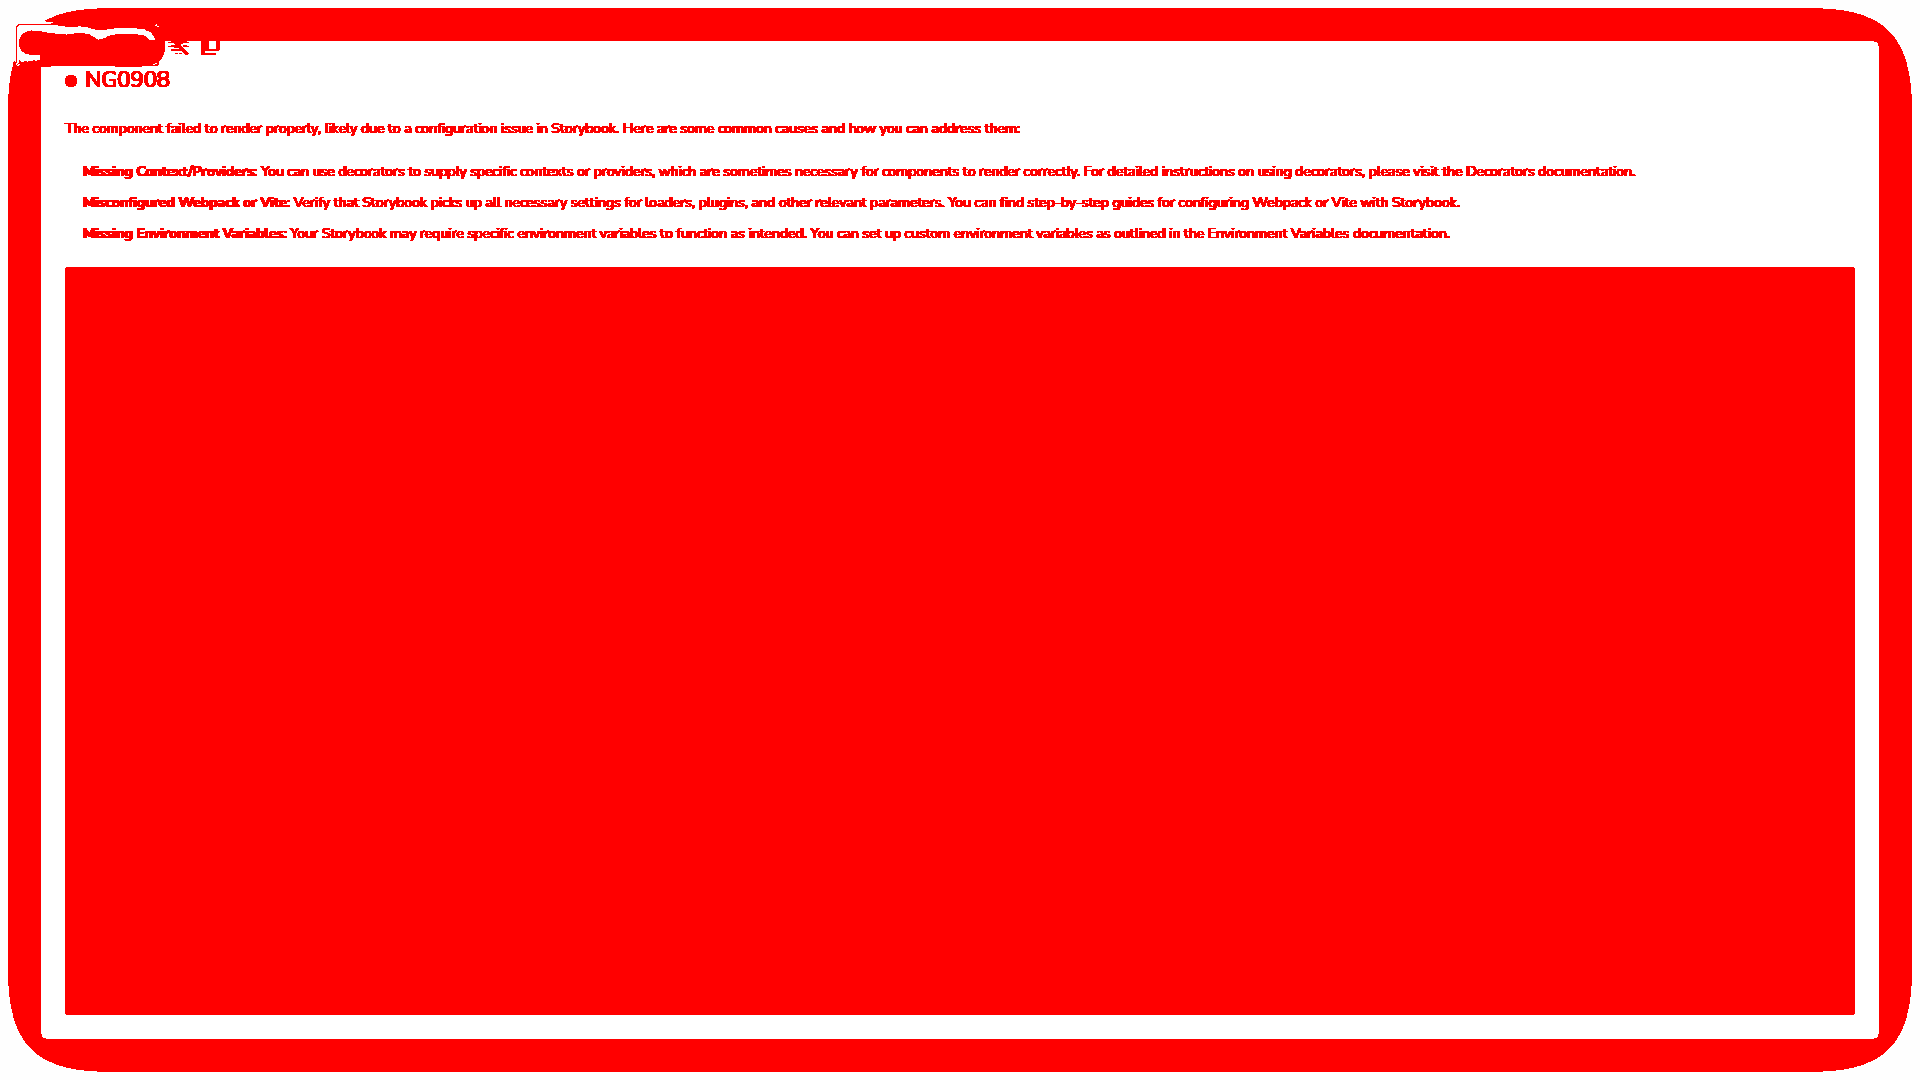 NG0908
The component failed to render properly, likely due to a configuration issue in Storybook. Here are some common causes and how you can address them:
Missing Context/Providers: You can use decorators to supply specific contexts or providers, which are sometimes necessary for components to render correctly. For detailed instructions on using decorators, please visit the Decorators documentation.
Misconfigured Webpack or Vite: Verify that Storybook picks up all necessary settings for loaders, plugins, and other relevant parameters. You can find step-by-step guides for configuring Webpack or Vite with Storybook.
Missing Environment Variables: Your Storybook may require specific environment variables to function as intended. You can set up custom environment variables as outlined in the Environment Variables documentation.